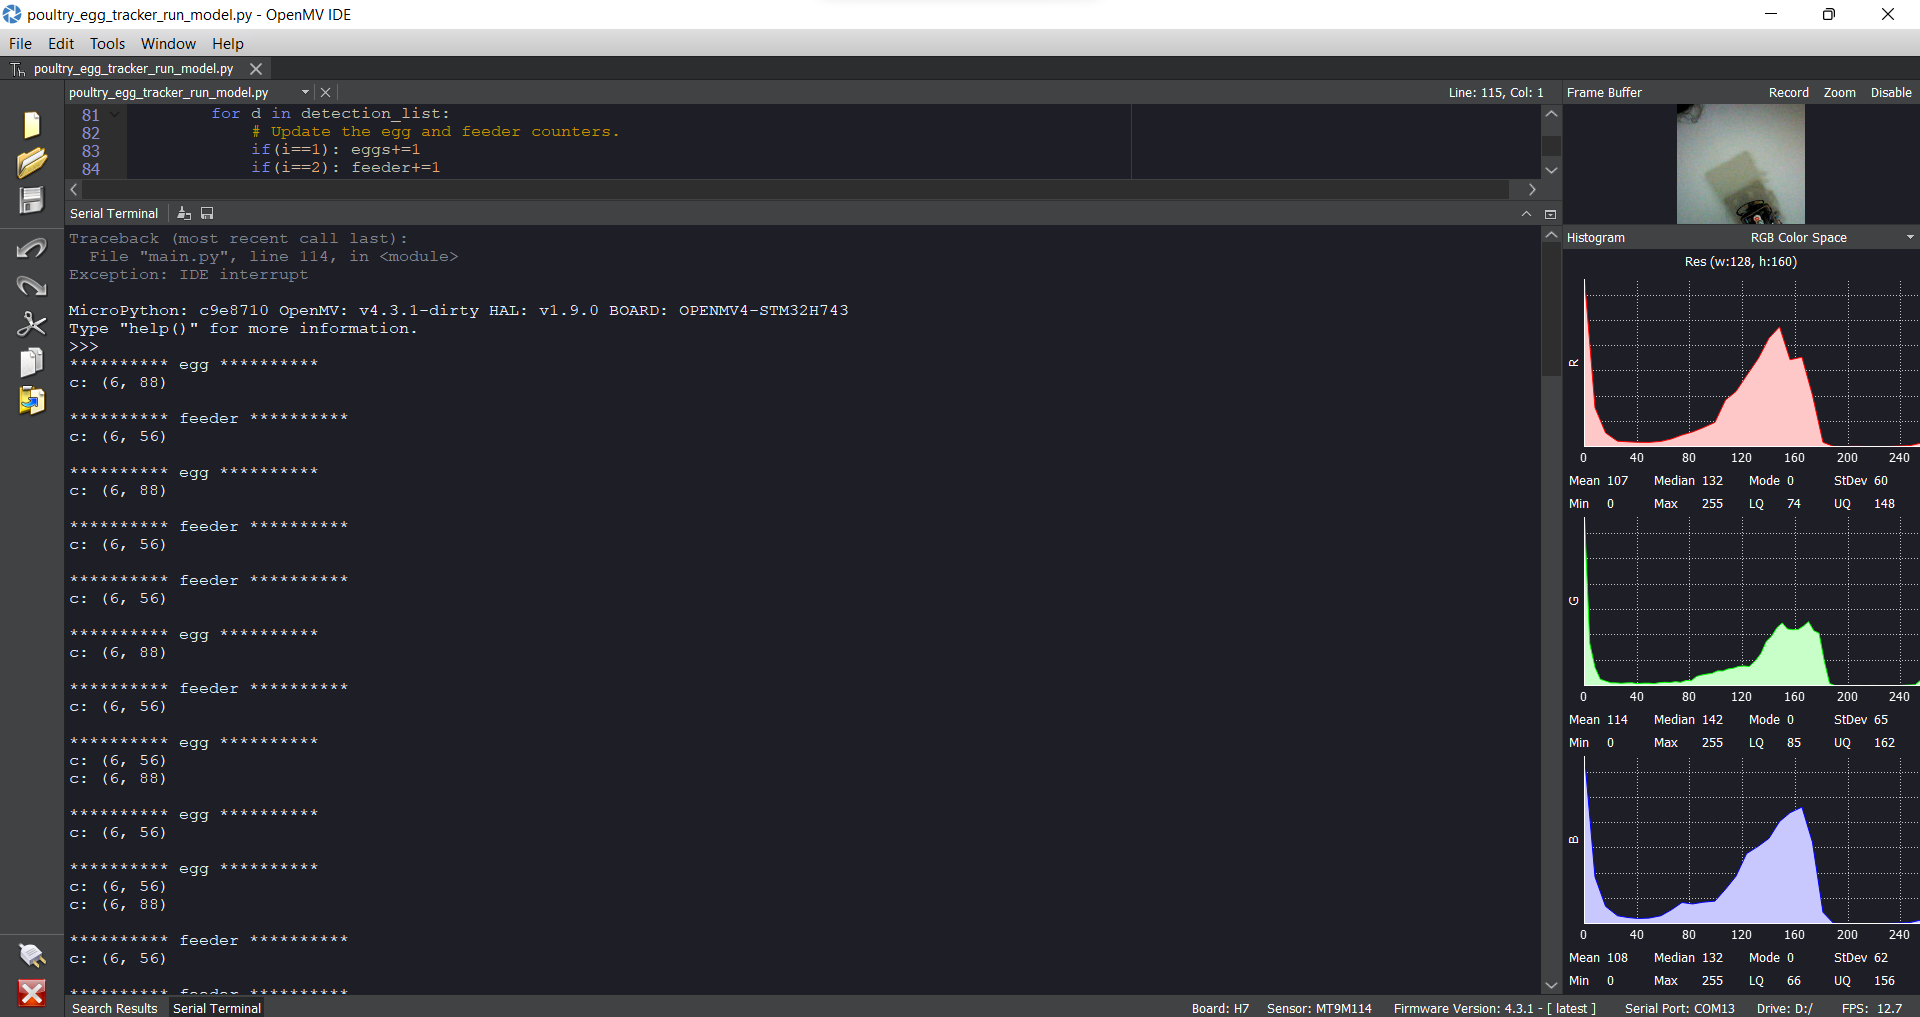 poultry_egg_tracker_run_model.py - OpenMV IDE
File Edit Tools Window Help
poultry_egg_tracker_run_model.py
poultry_egg_tracker_run_model.py
Line: 115, Col: 1
81 for d in detection_list:
82 # Update the egg and feeder counters.
83 if(i==1): eggs+=1
84 if(i==2): feeder+=1
Serial Terminal
Traceback (most recent call last):
File "main.py", line 114, in <module>
Exception: IDE interrupt
MicroPython: c9e8710 OpenMV: v4.3.1-dirty HAL: v1.9.0 BOARD: OPENMV4-STM32H743
Type "help()" for more information.
>>>
********** egg **********
c: (6, 88)
********** feeder **********
c: (6, 56)
********** egg **********
c: (6, 88)
********** feeder **********
c: (6, 56)
********** feeder **********
c: (6, 56)
********** egg **********
c: (6, 88)
********** feeder **********
c: (6, 56)
********** egg **********
c: (6, 56)
c: (6, 88)
********** egg **********
c: (6, 56)
********** egg **********
c: (6, 56)
c: (6, 88)
********** feeder **********
c: (6, 56)
********** feeder **********
Frame Buffer Record Zoom Disable
Histogram RGB Color Space
Res (w:128, h:160)
R
0 40 80 120 160 200 240
Mean 107 Median 132 Mode 0 StDev 60
Min 0 Max 255 LQ 74 UQ 148
G
0 40 80 120 160 200 240
Mean 114 Median 142 Mode 0 StDev 65
Min 0 Max 255 LQ 85 UQ 162
B
0 40 80 120 160 200 240
Mean 108 Median 132 Mode 0 StDev 62
Min 0 Max 255 LQ 66 UQ 156
Search Results Serial Terminal
Board: H7 Sensor: MT9M114 Firmware Version: 4.3.1 - [ latest ] Serial Port: COM13 Drive: D:/ FPS: 12.7